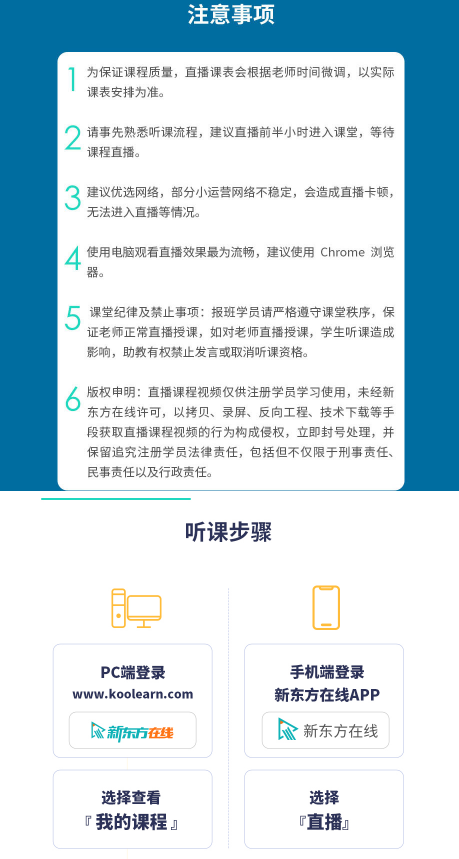 注意事项
1 为保证课程质量，直播课表会根据老师时间微调，以实际
课表安排为准。
2 请事先熟悉听课流程，建议直播前半小时进入课堂，等待
课程直播。
3 建议优选网络，部分小运营网络不稳定，会造成直播卡顿，
无法进入直播等情况。
4 使用电脑观看直播效果最为流畅，建议使用 Chrome 浏览
器。
5 课堂纪律及禁止事项：报班学员请严格遵守课堂秩序，保
证老师正常直播授课，如对老师直播授课，学生听课造成
影响，助教有权禁止发言或取消听课资格。
6 版权申明：直播课程视频仅供注册学员学习使用，未经新
东方在线许可，以拷贝、录屏、反向工程、技术下载等手
段获取直播课程视频的行为构成侵权，立即封号处理，并
保留追究注册学员法律责任，包括但不仅限于刑事责任、
民事责任以及行政责任。
听课步骤
PC端登录
www.koolearn.com
新东方在线
手机端登录
新东方在线APP
新东方在线
选择查看
『 我的课程 』
选择
『直播』